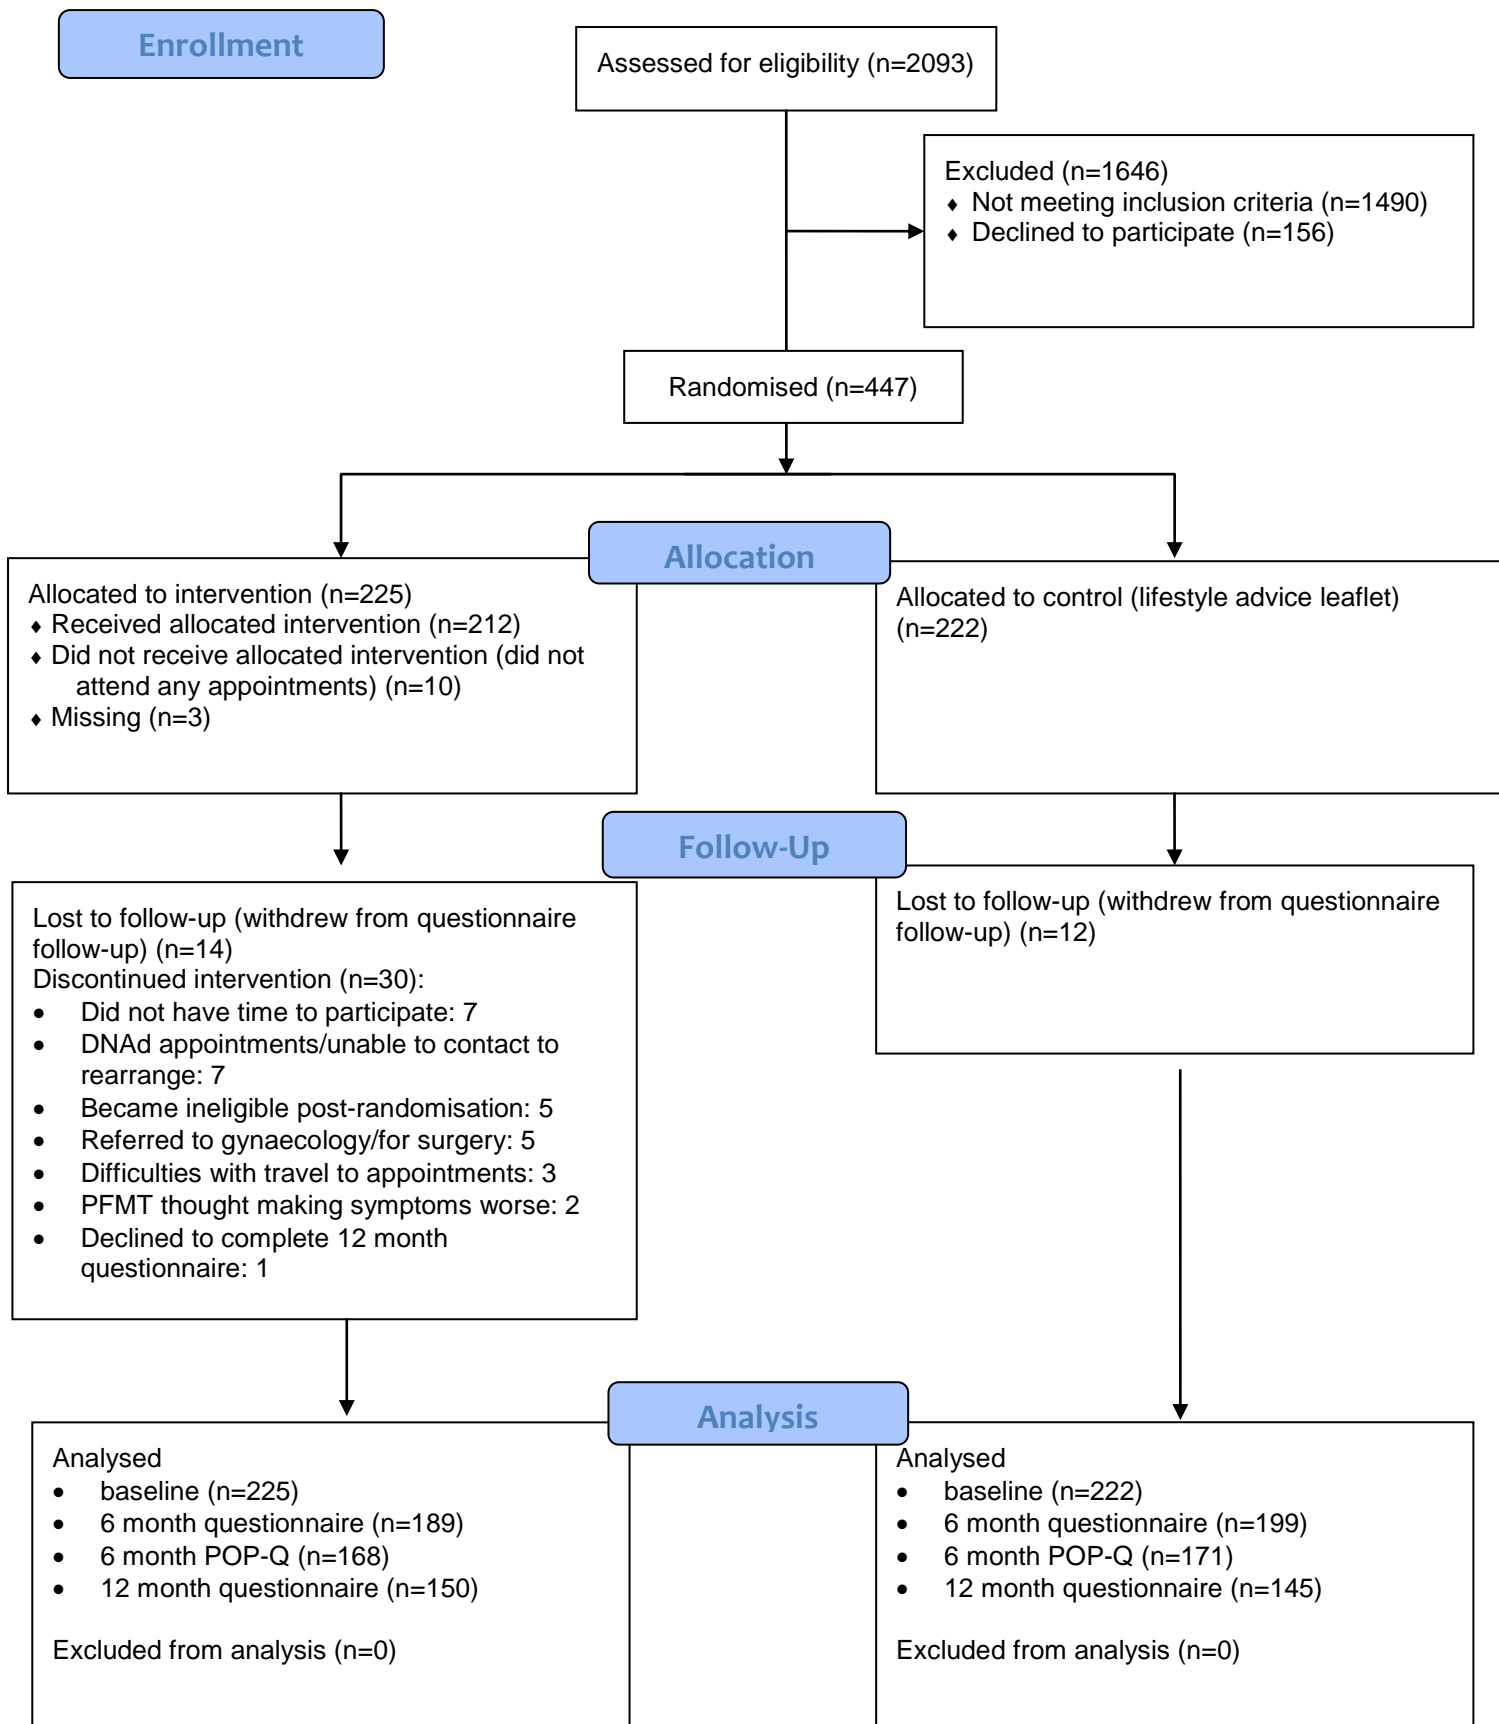 Enrollment
Assessed for eligibility (n=2093)
Excluded (n=1646)
♦ Not meeting inclusion criteria (n=1490)
♦ Declined to participate (n=156)
Randomised (n=447)
Allocation
Allocated to intervention (n=225)
♦ Received allocated intervention (n=212)
♦ Did not receive allocated intervention (did not
attend any appointments) (n=10)
♦ Missing (n=3)
Allocated to control (lifestyle advice leaflet)
(n=222)
Follow-Up
Lost to follow-up (withdrew from questionnaire
follow-up) (n=14)
Discontinued intervention (n=30):
• Did not have time to participate: 7
• DNAd appointments/unable to contact to
rearrange: 7
• Became ineligible post-randomisation: 5
• Referred to gynaecology/for surgery: 5
• Difficulties with travel to appointments: 3
• PFMT thought making symptoms worse: 2
• Declined to complete 12 month
questionnaire: 1
Lost to follow-up (withdrew from questionnaire
follow-up) (n=12)
Analysis
Analysed
• baseline (n=225)
• 6 month questionnaire (n=189)
• 6 month POP-Q (n=168)
• 12 month questionnaire (n=150)
Excluded from analysis (n=0)
Analysed
• baseline (n=222)
• 6 month questionnaire (n=199)
• 6 month POP-Q (n=171)
• 12 month questionnaire (n=145)
Excluded from analysis (n=0)